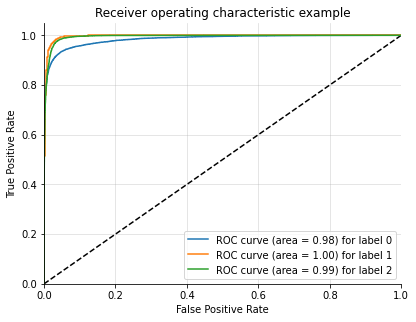 Receiver operating characteristic example
True Positive Rate
1.0
0.8
0.6
0.4
0.2
0.0
ROC curve (area = 0.98) for label 0
ROC curve (area = 1.00) for label 1
ROC curve (area = 0.99) for label 2
0.0 0.2 0.4 0.6 0.8 1.0
False Positive Rate